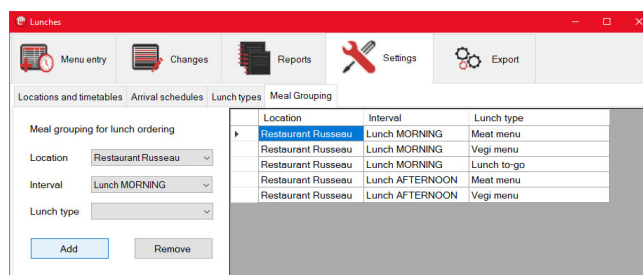 Lunches
Menu entry Changes Reports Settings Export
Locations and timetables Arrival schedules Lunch types Meal Grouping
Meal grouping for lunch ordering
Location Restaurant Russeau
Interval Lunch MORNING
Lunch type
Add Remove
Location Interval Lunch type
Restaurant Russeau Lunch MORNING Meat menu
Restaurant Russeau Lunch MORNING Vegi menu
Restaurant Russeau Lunch MORNING Lunch to-go
Restaurant Russeau Lunch AFTERNOON Meat menu
Restaurant Russeau Lunch AFTERNOON Vegi menu